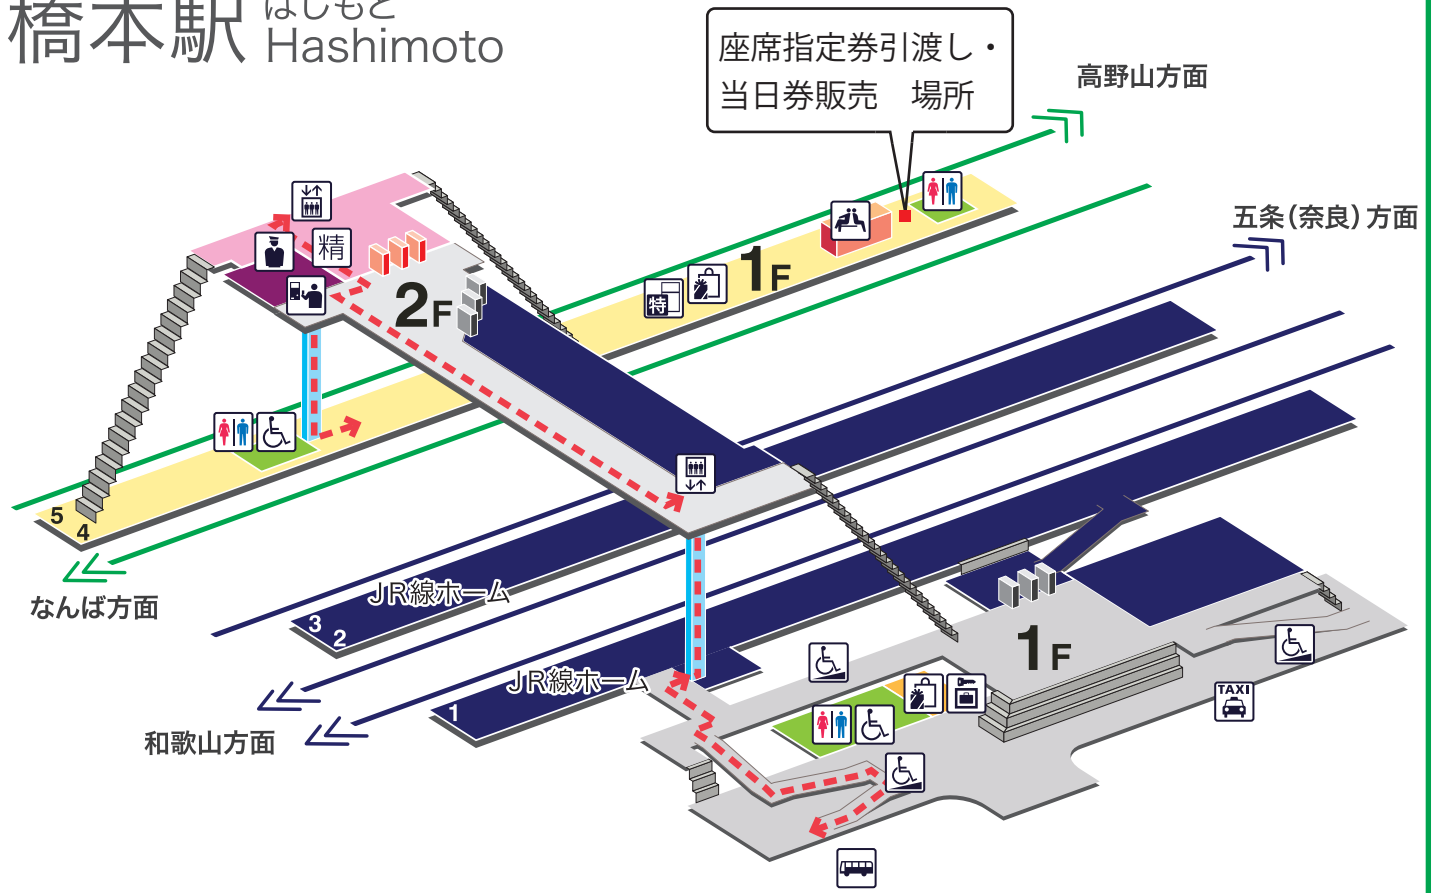 橋本駅 はしもと
Hashimoto
座席指定券引渡し・
当日券販売　場所
高野山方面
五条(奈良)方面
精
1F
2F
特
5
4
なんば方面
JR線ホーム
3
2
1F
JR線ホーム
1
TAXI
和歌山方面